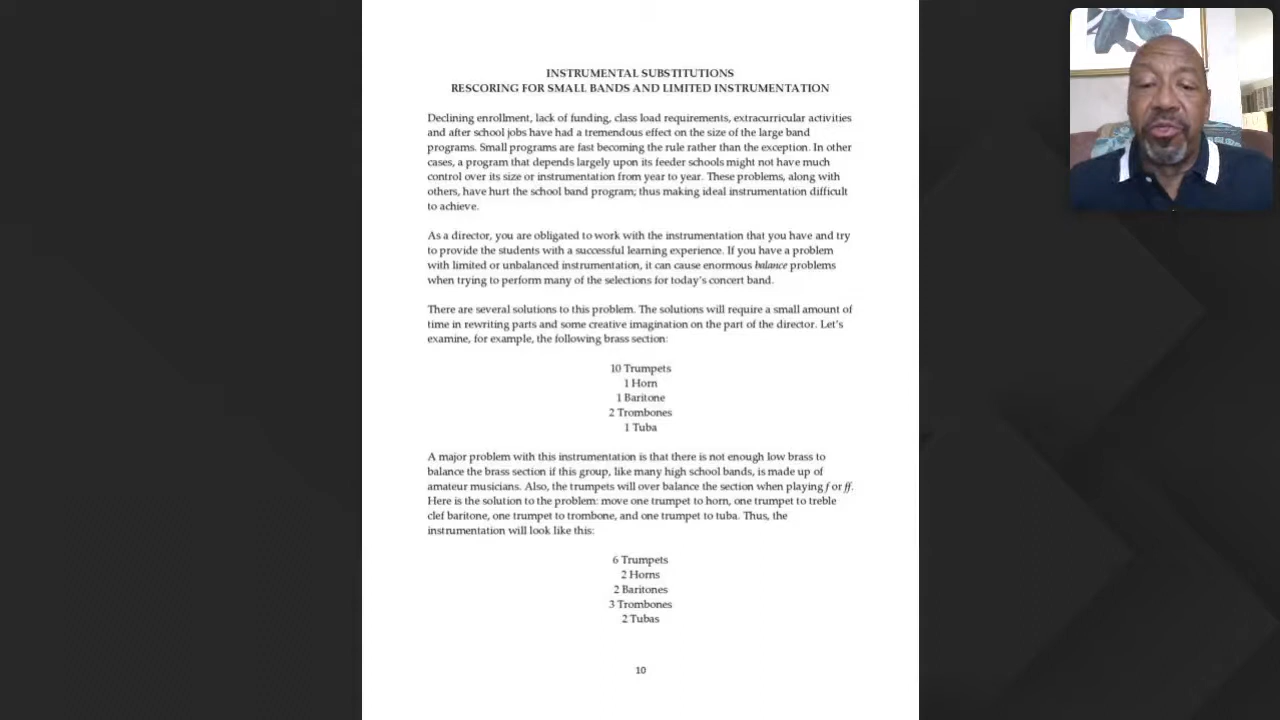 INSTRUMENTAL SUBSTITUTIONS
RESCORING FOR SMALL BANDS AND LIMITED INSTRUMENTATION
Declining enrollment, lack of funding, class load requirements, extracurricular activities
and after school jobs have had a tremendous effect on the size of the large band
programs. Small programs are fast becoming the rule rather than the exception. In other
cases, a program that depends largely upon its feeder schools might not have much
control over its size or instrumentation from year to year. These problems, along with
others, have hurt the school band program; thus making ideal instrumentation difficult
to achieve.
As a director, you are obligated to work with the instrumentation that you have and try
to provide the students with a successful learning experience. If you have a problem
with limited or unbalanced instrumentation, it can cause enormous balance problems
when trying to perform many of the selections for today's concert band.
There are several solutions to this problem. The solutions will require a small amount of
time in rewriting parts and some creative imagination on the part of the director. Let's
examine, for example, the following brass section:
10 Trumpets
1 Horn
1 Baritone
2 Trombones
1 Tuba
A major problem with this instrumentation is that there is not enough low brass to
balance the brass section if this group, like many high school bands, is made up of
amateur musicians. Also, the trumpets will over balance the section when playing f or ff.
Here is the solution to the problem: move one trumpet to horn, one trumpet to treble
clef baritone, one trumpet to trombone, and one trumpet to tuba. Thus, the
instrumentation will look like this:
6 Trumpets
2 Horns
2 Baritones
3 Trombones
2 Tubas
10